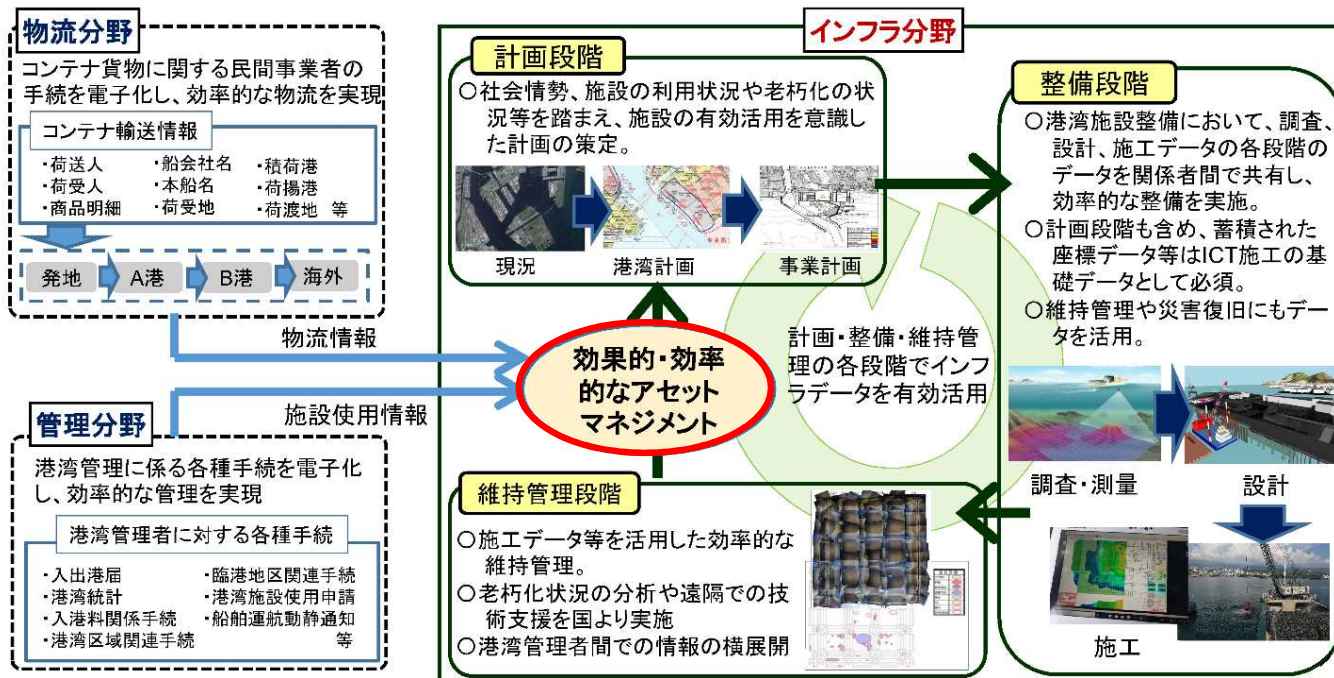 物流分野
コンテナ貨物に関する民間事業者の
手続を電子化し、効率的な物流を実現
コンテナ輸送情報
・荷送人 ・船会社名 ・積荷港
・荷受人 ・本船名 ・荷揚港
・商品明細 ・荷受地 ・荷渡地 等
発地 A港 B港 海外
物流情報
管理分野
施設使用情報
港湾管理に係る各種手続を電子化
し、効率的な管理を実現
港湾管理者に対する各種手続
・入出港届 ・臨港地区関連手続
・港湾統計 ・港湾施設使用申請
・入港料関係手続 ・船舶運航動静通知
・港湾区域関連手続 等
インフラ分野
計画段階
○社会情勢、施設の利用状況や老朽化の状
況等を踏まえ、施設の有効活用を意識し
た計画の策定。
現況 港湾計画 事業計画
効果的・効率
的なアセット
マネジメント
計画・整備・維持管
理の各段階でインフ
ラデータを有効活用
整備段階
○港湾施設整備において、調査、
設計、施工データの各段階の
データを関係者間で共有し、
効率的な整備を実施。
○計画段階も含め、蓄積された
座標データ等はICT施工の基
礎データとして必須。
○維持管理や災害復旧にもデー
タを活用。
調査・測量 設計
施工
維持管理段階
○施工データ等を活用した効率的な
維持管理。
○老朽化状況の分析や遠隔での技
術支援を国より実施
○港湾管理者間での情報の横展開